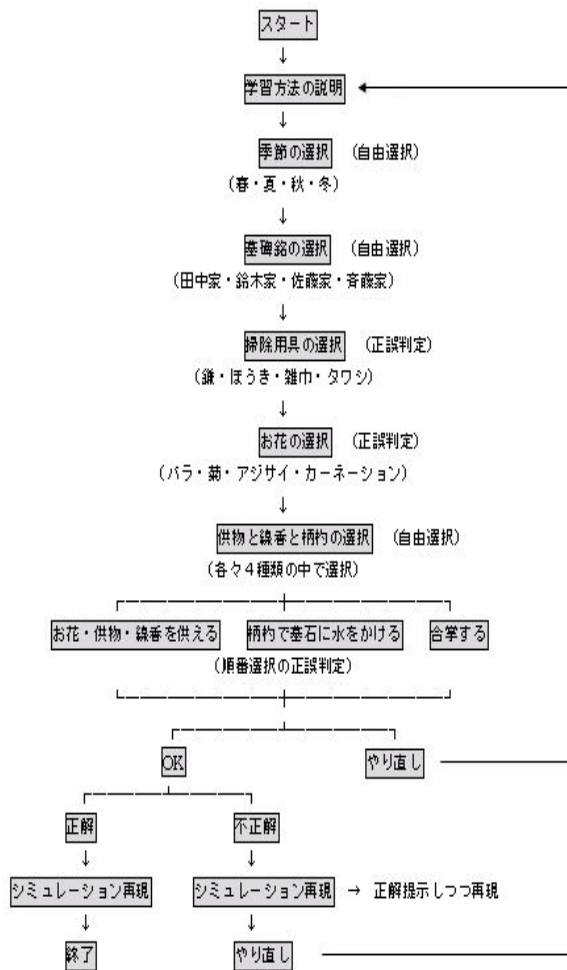 スタート
↓
学習方法の説明
↓
季節の選択 (自由選択)
(春・夏・秋・冬)
↓
墓碑銘の選択 (自由選択)
(田中家・鈴木家・佐藤家・斉藤家)
↓
掃除用具の選択 (正誤判定)
(鎌・ほうき・雑巾・タワシ)
↓
お花の選択 (正誤判定)
(バラ・菊・アジサイ・カーネーション)
↓
供物と線香と柄杓の選択 (自由選択)
(各々4種類の中で選択)
お花・供物・線香を供える 柄杓で墓石に水をかける 合掌する
(順番選択の正誤判定)
OK やり直し
正解 不正解
↓ ↓
シミュレーション再現 シミュレーション再現 → 正解提示しつつ再現
↓ ↓
終了 やり直し